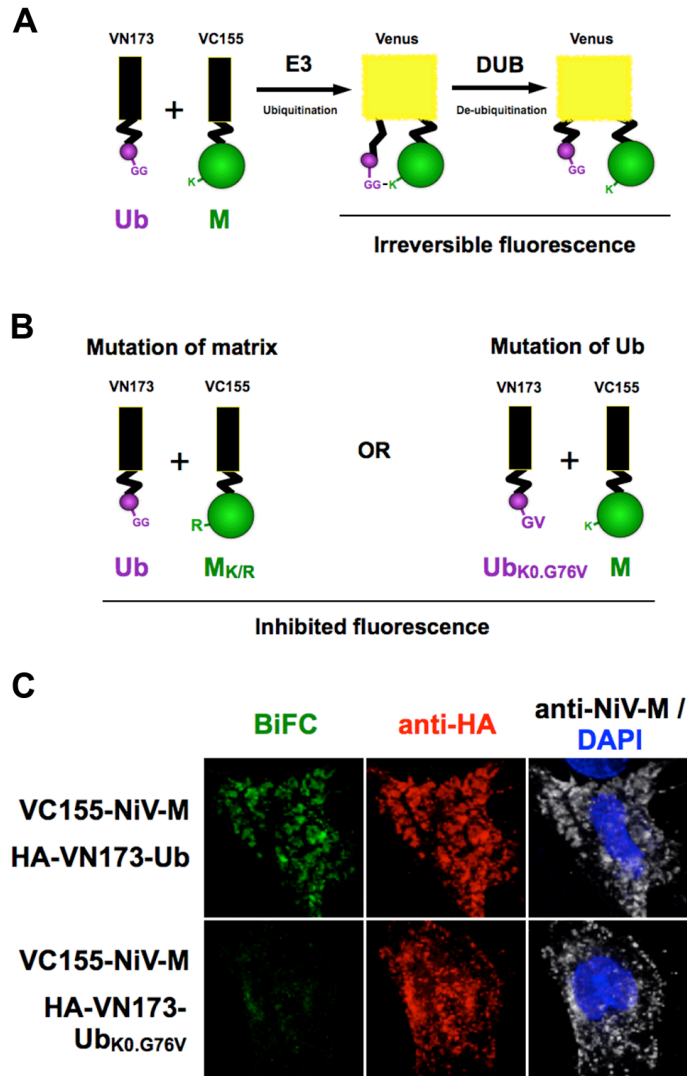 A
VN173 VC155 Venus Venus
E3 DUB
+ Ubiquitination De-ubiquitination
GG K GG-K GG K
Ub M
Irreversible fluorescence
B
Mutation of matrix Mutation of Ub
VN173 VC155 VN173 VC155
+ OR +
GG R GV K
Ub MK/R UbK0.G76V M
Inhibited fluorescence
C
BiFC anti-HA anti-NiV-M /
DAPI
VC155-NiV-M
HA-VN173-Ub
VC155-NiV-M
HA-VN173-
UbK0.G76V